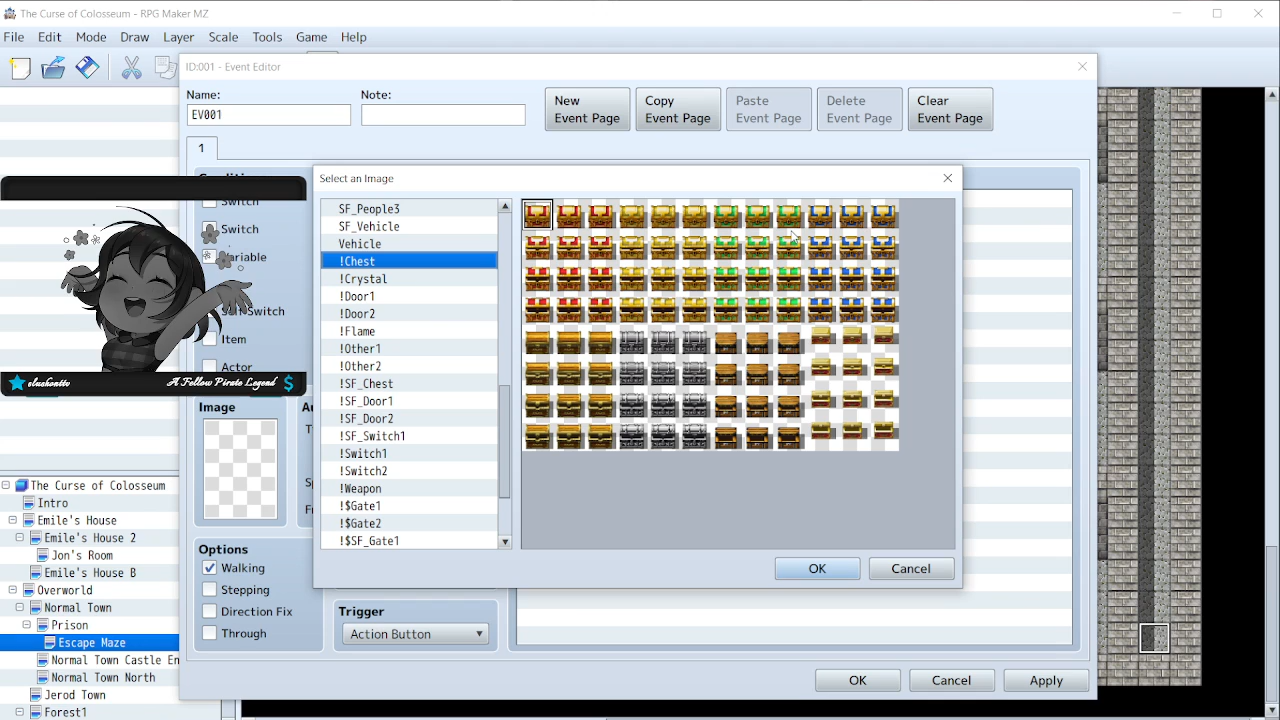 The Curse of Colosseum - RPG Maker MZ
File Edit Mode Draw Layer Scale Tools Game Help
ID:001 - Event Editor
Name:
Note:
EV001
New Event Page
Copy Event Page
Paste Event Page
Delete Event Page
Clear Event Page
1
Switch
Switch
Variable
Self Switch
Item
Actor
Select an Image
SF_People3
SF_Vehicle
Vehicle
!Chest
!Crystal
!Door1
!Door2
!Flame
!Other1
!Other2
!SF_Chest
!SF_Door1
!SF_Door2
!SF_Switch1
!Switch1
!Switch2
!Weapon
!$Gate1
!$Gate2
!$SF_Gate1
OK
Cancel
A Fellow Pirate Legend
Image
Options
Walking
Stepping
Direction Fix
Through
Trigger
Action Button
OK
Cancel
Apply
The Curse of Colosseum
Intro
Emile's House
Emile's House 2
Jon's Room
Emile's House B
Overworld
Normal Town
Prison
Escape Maze
Normal Town Castle En
Normal Town North
Jerod Town
Forest1